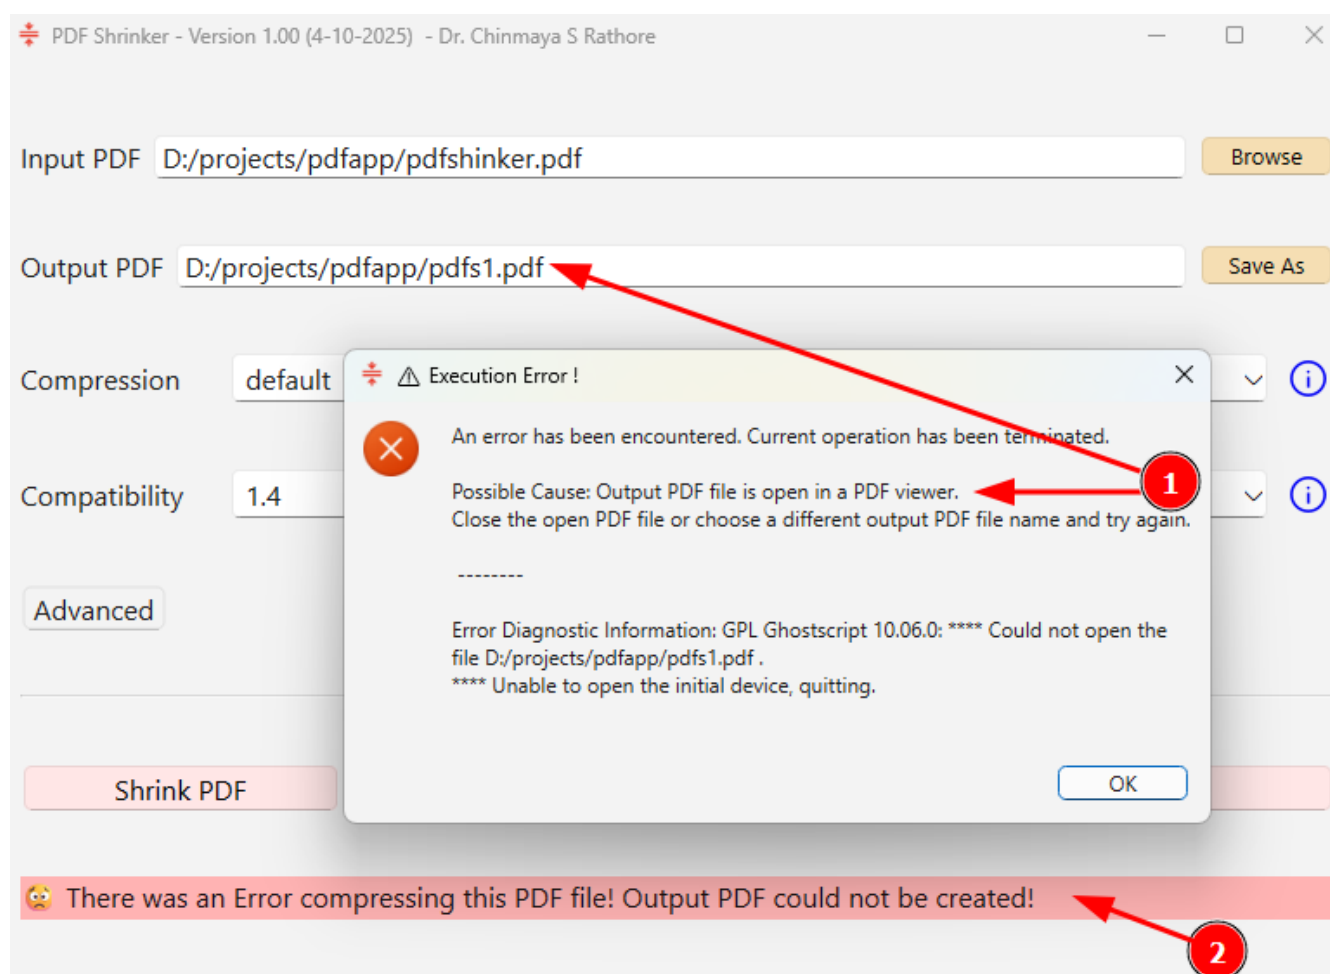 PDF Shrinker - Version 1.00 (4-10-2025)  - Dr. Chinmaya S Rathore
Input PDF D:/projects/pdfapp/pdfshinker.pdf Browse
Output PDF D:/projects/pdfapp/pdfs1.pdf Save As
Compression default
⚠ Execution Error !
An error has been encountered. Current operation has been terminated.
Possible Cause: Output PDF file is open in a PDF viewer.
1
Close the open PDF file or choose a different output PDF file name and try again.
Compatibility 1.4
--------
Advanced
Error Diagnostic Information: GPL Ghostscript 10.06.0: **** Could not open the
file D:/projects/pdfapp/pdfs1.pdf .
**** Unable to open the initial device, quitting.
OK
Shrink PDF
There was an Error compressing this PDF file! Output PDF could not be created!
2